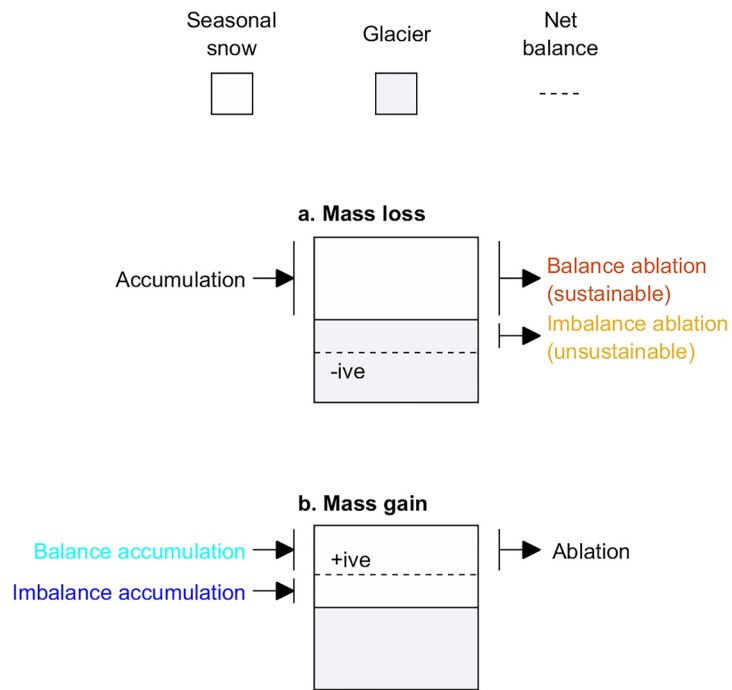 Seasonal
snow
Glacier
Net
balance
a. Mass loss
Accumulation
Balance ablation
(sustainable)
Imbalance ablation
(unsustainable)
-ive
b. Mass gain
Balance accumulation
+ive
Ablation
Imbalance accumulation